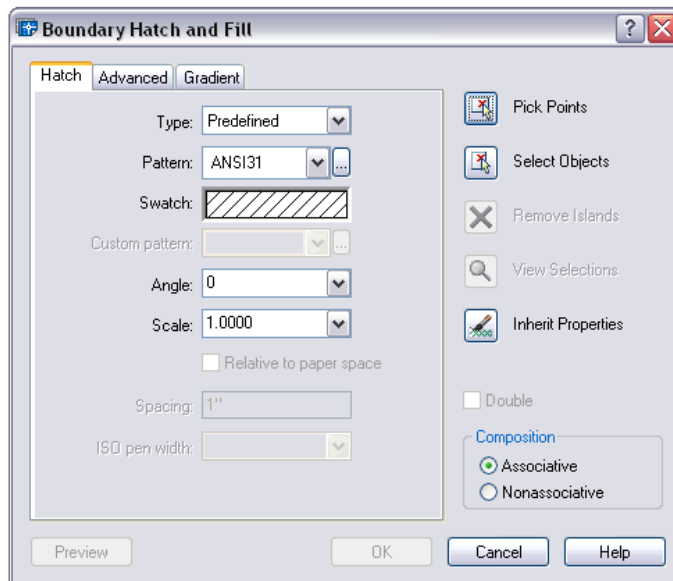 Boundary Hatch and Fill
Hatch Advanced Gradient
Type: Predefined
Pattern: ANSI31 ...
Swatch:
Custom pattern: ...
Angle: 0
Scale: 1.0000
Relative to paper space
Spacing: 1"
ISO pen width:
Pick Points
Select Objects
Remove Islands
View Selections
Inherit Properties
Double
Composition
Associative
Nonassociative
Preview OK Cancel Help